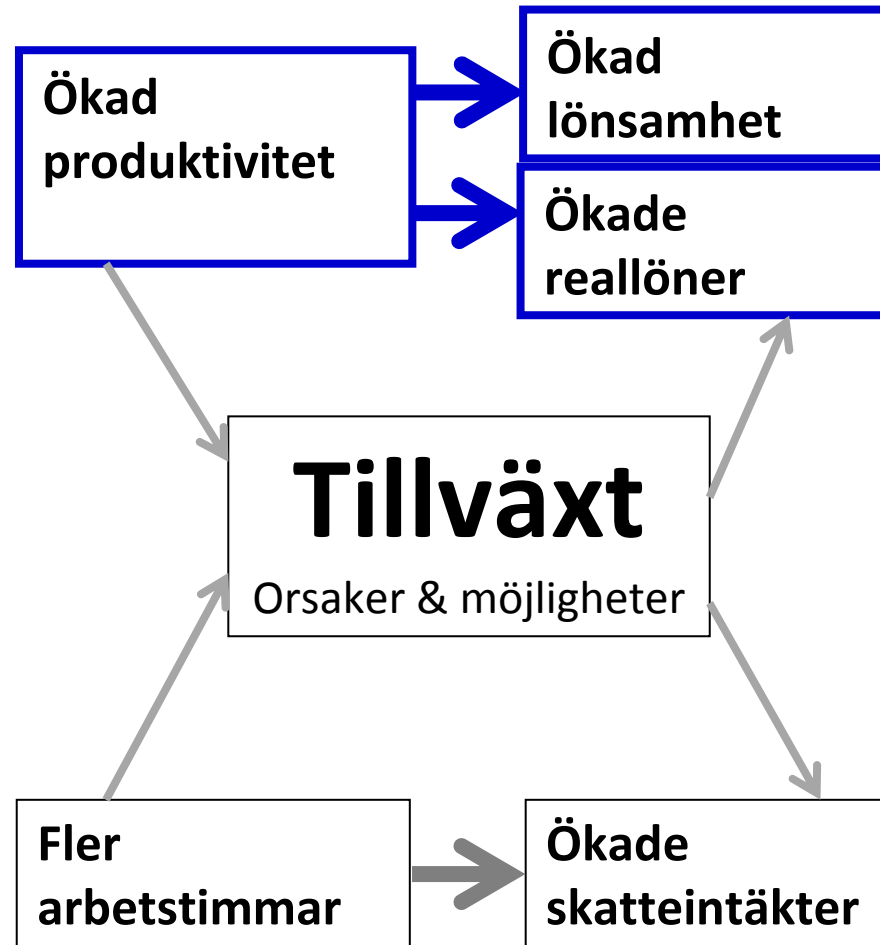 Ökad
produktivitet
Ökad
lönsamhet
Ökade
reallöner
Tillväxt
Orsaker & möjligheter
Fler
arbetstimmar
Ökade
skatteintäkter